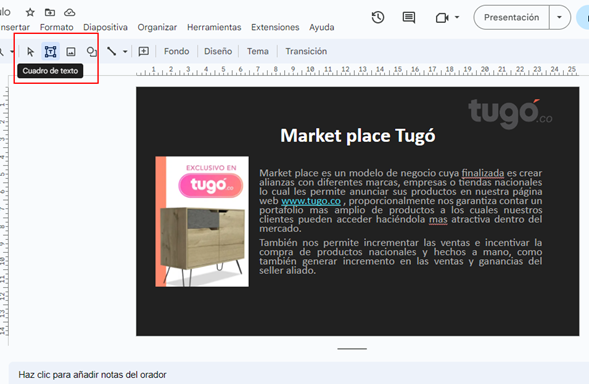 ulo
nsertar Formato Diapositiva Organizar Herramientas Extensiones Ayuda
Presentación
Fondo Diseño Tema Transición
Cuadro de texto
1 2 3 4 5 6 7 8 9 10 11 12 13 14 15 16 17 18 19 20 21 22 23 24 25
tugó.co
Market place Tugó
EXCLUSIVO EN
tugó.co
Market place es un modelo de negocio cuya finalizada es crear
alianzas con diferentes marcas, empresas o tiendas nacionales
lo cual les permite anunciar sus productos en nuestra página
web www.tugo.co , proporcionalmente nos garantiza contar un
portafolio mas amplio de productos a los cuales nuestros
clientes pueden acceder haciéndola mas atractiva dentro del
mercado.
También nos permite incrementar las ventas e incentivar la
compra de productos nacionales y hechos a mano, como
también generar incremento en las ventas y ganancias del
seller aliado.
Haz clic para añadir notas del orador